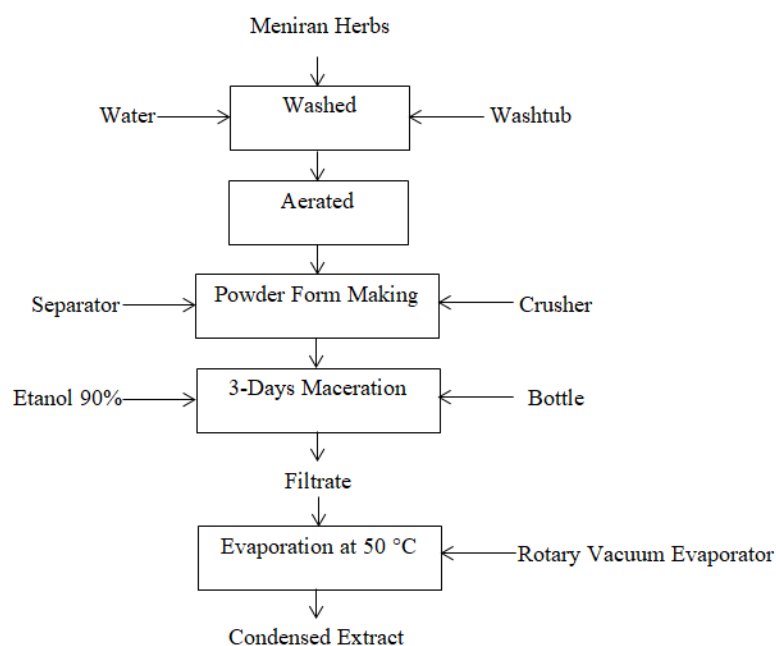 Meniran Herbs
Washed
Water
Washtub
Aerated
Powder Form Making
Separator
Crusher
3-Days Maceration
Etanol 90%
Bottle
Filtrate
Evaporation at 50 °C
Rotary Vacuum Evaporator
Condensed Extract